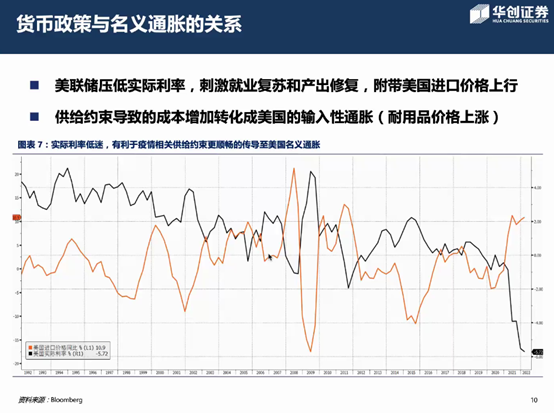 货币政策与名义通胀的关系
华创证券
HUA CHUANG SECURITIES
美联储压低实际利率，刺激就业复苏和产出修复，附带美国进口价格上行
供给约束导致的成本增加转化成美国的输入性通胀（耐用品价格上涨）
图表 7：实际利率低迷，有利于疫情相关供给约束更顺畅的传导至美国名义通胀
20
15
10
5
0
-5
-10
-15
-20
4.00
2.00
0.00
-2.00
-4.00
美国进口价格同比 % (L1) 10.9
美国实际利率 % (R1) -5.72
1991 1992 1993 1994 1995 1996 1997 1998 1999 2000 2001 2002 2003 2004 2005 2006 2007 2008 2009 2010 2011 2012 2013 2014 2015 2016 2017 2018 2019 2020 2021 2022
资料来源：Bloomberg
10